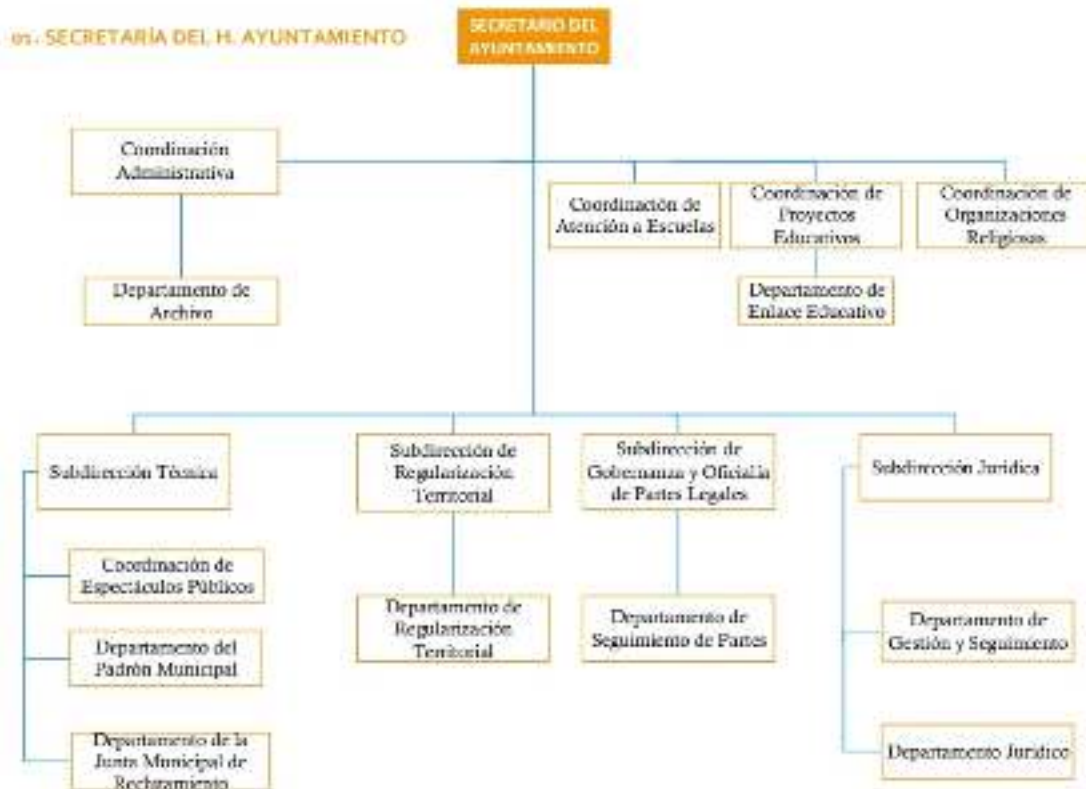 05. SECRETARÍA DEL H. AYUNTAMIENTO
SECRETARIO DEL
AYUNTAMIENTO
Coordinación
Administrativa
Coordinación de
Atención a Escuelas
Coordinación de
Proyectos
Educativos
Coordinación de
Organizaciones
Religiosas
Departamento de
Archivo
Departamento de
Enlace Educativo
Subdirección Técnica
Subdirección de
Regularización
Territorial
Subdirección de
Gobernanza y Oficialía
de Partes Legales
Subdirección Jurídica
Coordinación de
Espectáculos Públicos
Departamento del
Padrón Municipal
Departamento de la
Junta Municipal de
Reclutamiento
Departamento de
Regularización
Territorial
Departamento de
Seguimiento de Partes
Departamento de
Gestión y Seguimiento
Departamento Jurídico